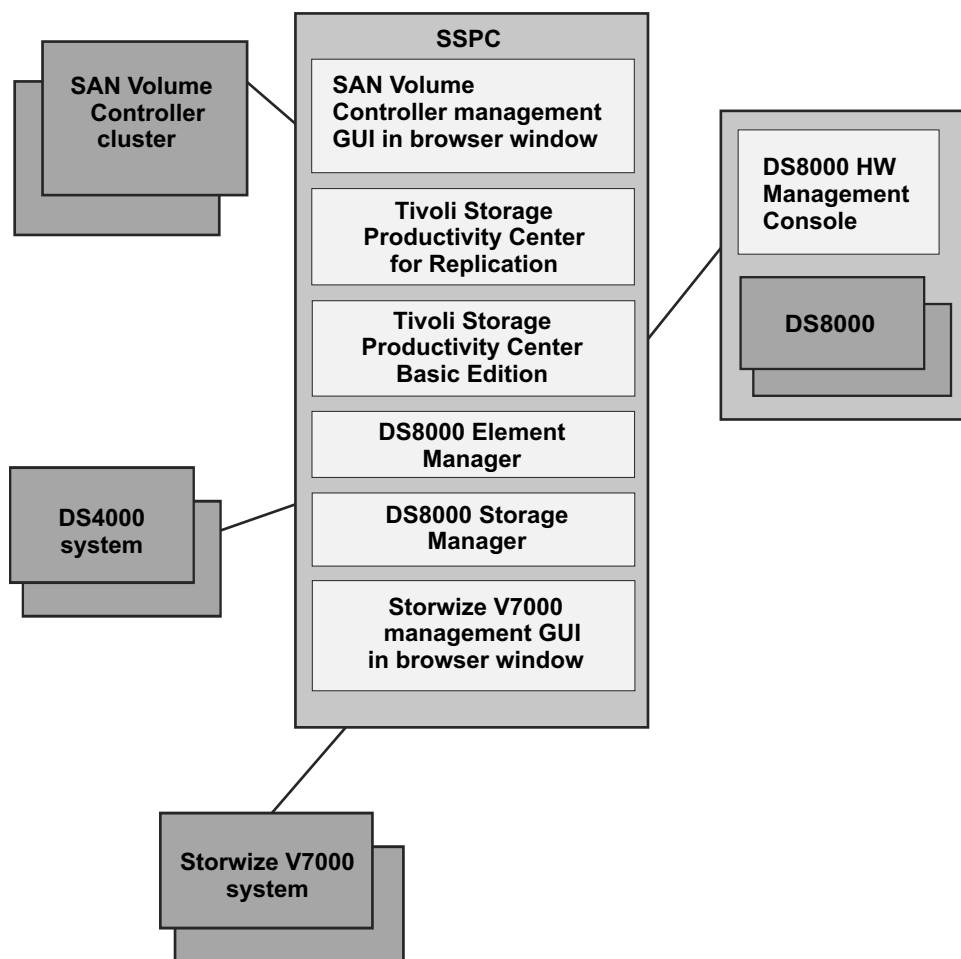 SSPC
SAN Volume
Controller management
GUI in browser window
Tivoli Storage
Productivity Center
for Replication
Tivoli Storage
Productivity Center
Basic Edition
DS8000 Element
Manager
DS8000 Storage
Manager
Storwize V7000
management GUI
in browser window
SAN Volume
Controller
cluster
DS4000
system
Storwize V7000
system
DS8000 HW
Management
Console
DS8000